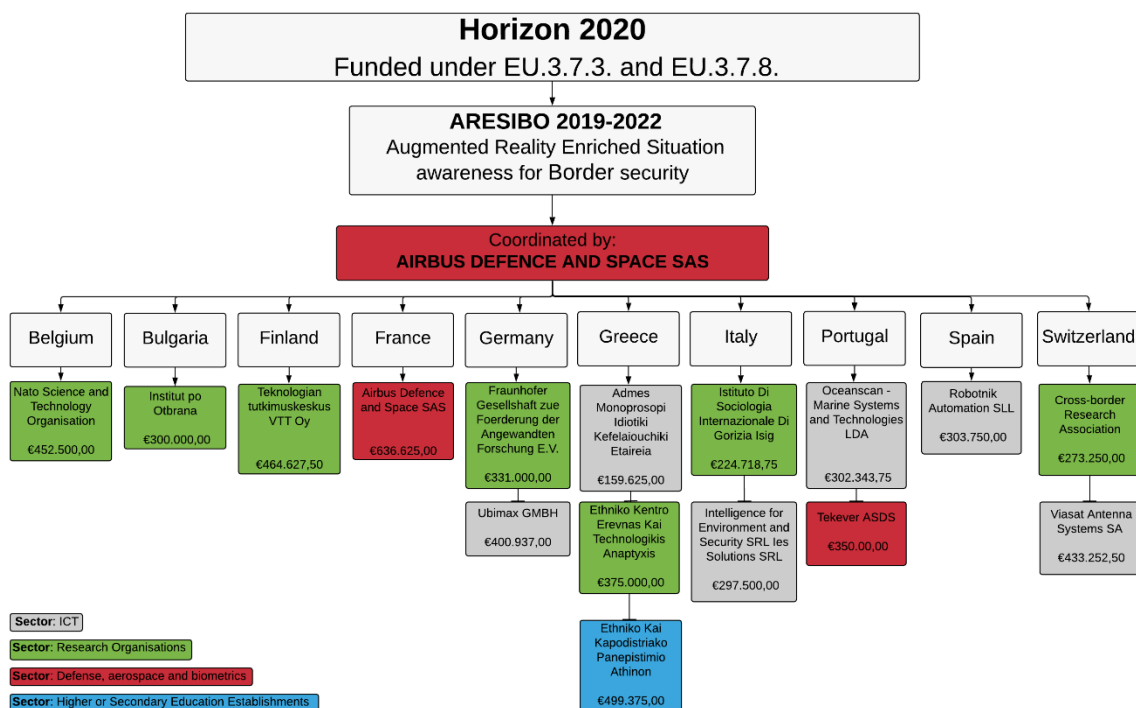 Horizon 2020
Funded under EU.3.7.3. and EU.3.7.8.
ARESIBO 2019-2022
Augmented Reality Enriched Situation
awareness for Border security
Coordinated by:
AIRBUS DEFENCE AND SPACE SAS
Belgium
Bulgaria
Finland
France
Germany
Greece
Italy
Portugal
Spain
Switzerland
Nato Science and
Technology
Organisation
€452.500,00
Institut po
Otbrana
€300.000,00
Teknologian
tutkimuskeskus
VTT Oy
€464.627,50
Airbus Defence
and Space SAS
€636.625,00
Fraunhofer
Gesellshaft zue
Foerderung der
Angewandten
Forschung E.V.
€331.000,00
Ubimax GMBH
€400.937,00
Admes
Monoprosopi
Idiotiki
Kefelaiouchiki
Etaireia
€159.625,00
Ethniko Kentro
Erevnas Kai
Technologikis
Anaptyxis
€375.000,00
Ethniko Kai
Kapodistriako
Panepistimio
Athinon
€499.375,00
Istituto Di
Sociologia
Internazionale Di
Gorizia Isig
€224.718,75
Intelligence for
Environment and
Security SRL Ies
Solutions SRL
€297.500,00
Oceanscan -
Marine Systems
and Technologies
LDA
€302.343,75
Tekever ASDS
€350.00,00
Robotnik
Automation SLL
€303.750,00
Cross-border
Research
Association
€273.250,00
Viasat Antenna
Systems SA
€433.252,50
Sector: ICT
Sector: Research Organisations
Sector: Defense, aerospace and biometrics
Sector: Higher or Secondary Education Establishments